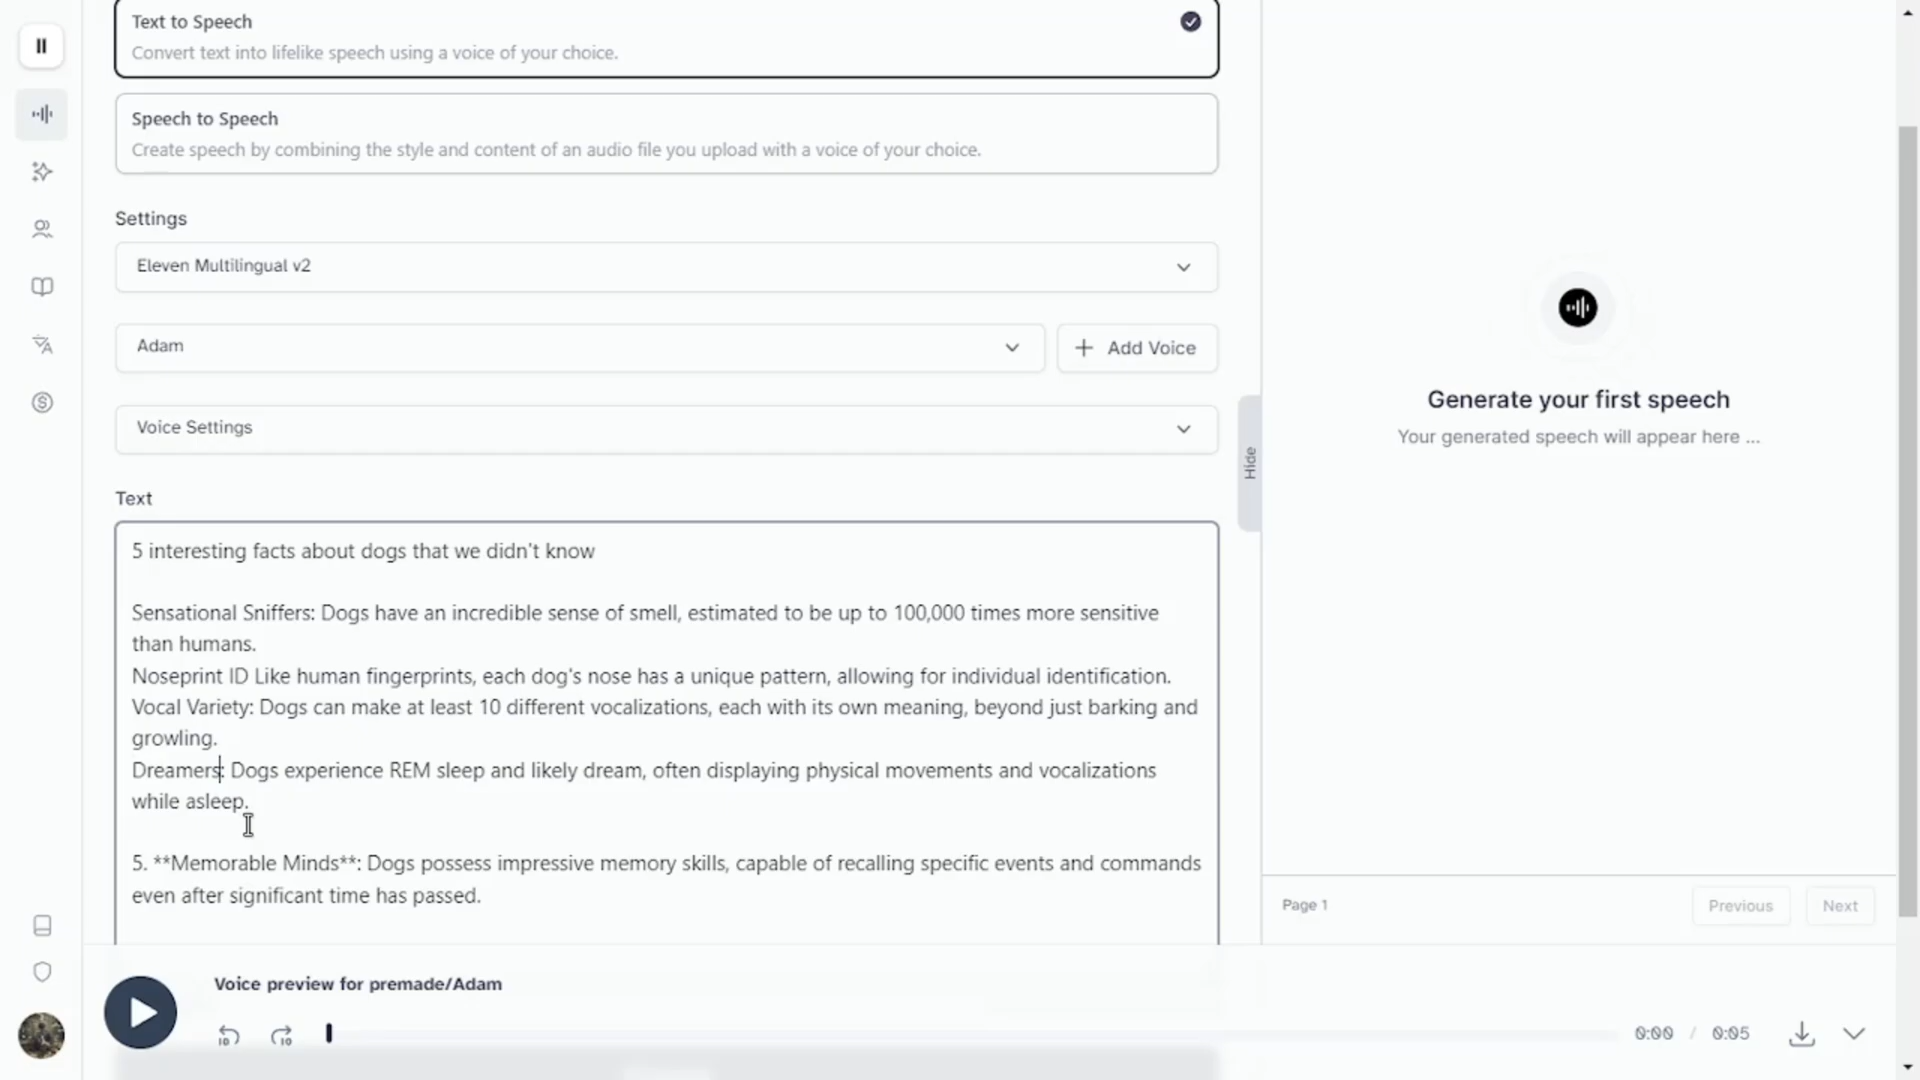 Text to Speech
Convert text into lifelike speech using a voice of your choice.
Speech to Speech
Create speech by combining the style and content of an audio file you upload with a voice of your choice.
Settings
Eleven Multilingual v2
Adam
Add Voice
Voice Settings
Text
5 interesting facts about dogs that we didn't know
Sensational Sniffers: Dogs have an incredible sense of smell, estimated to be up to 100,000 times more sensitive
than humans.
Noseprint ID Like human fingerprints, each dog's nose has a unique pattern, allowing for individual identification.
Vocal Variety: Dogs can make at least 10 different vocalizations, each with its own meaning, beyond just barking and
growling.
Dreamers: Dogs experience REM sleep and likely dream, often displaying physical movements and vocalizations
while asleep.
5. **Memorable Minds**: Dogs possess impressive memory skills, capable of recalling specific events and commands
even after significant time has passed.
Hide
Generate your first speech
Your generated speech will appear here ...
Page 1
Previous
Next
Voice preview for premade/Adam
10
10
0:00 / 0:05